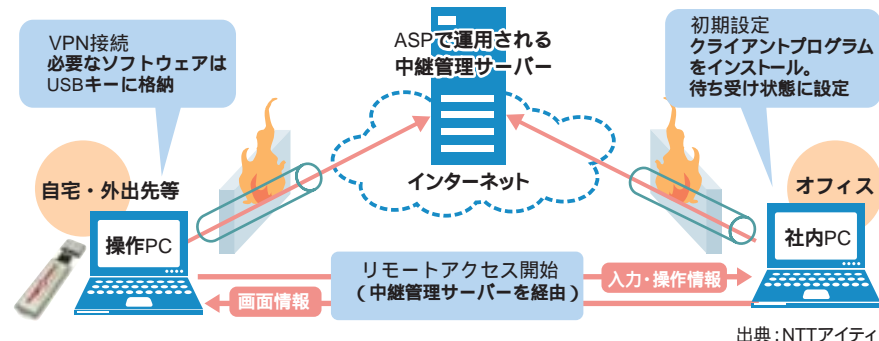 VPN接続
必要なソフトウェアは
USBキーに格納
ASPで運用される
中継管理サーバー
初期設定
クライアントプログラム
をインストール。
待ち受け状態に設定
自宅・外出先等
インターネット
オフィス
操作PC
社内PC
リモートアクセス開始
（中継管理サーバーを経由）
入力・操作情報
画面情報
出典：NTTアイティ